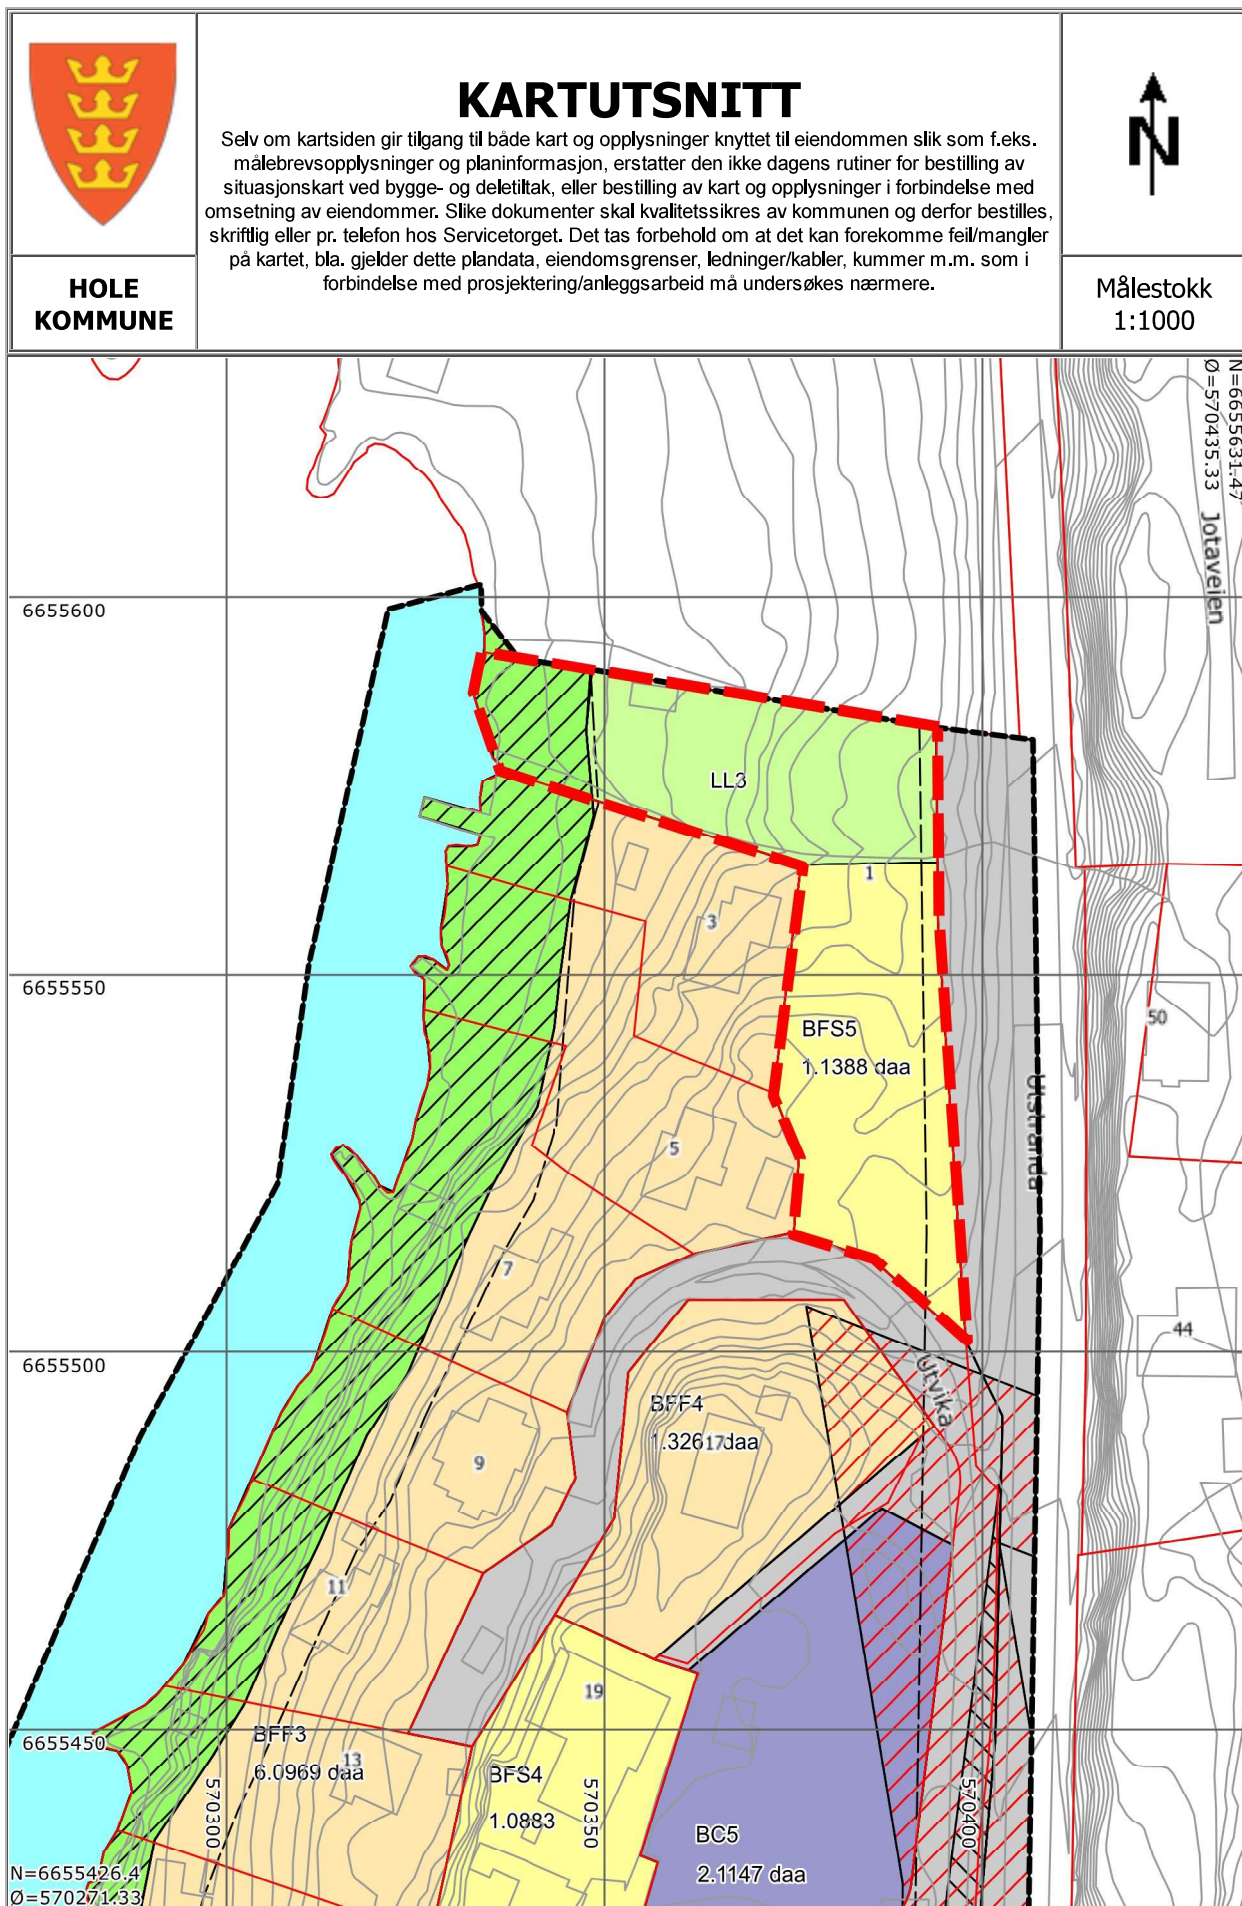 KARTUTSNITT
Selv om kartsiden gir tilgang til både kart og opplysninger knyttet til eiendommen slik som f.eks.
målebrevsopplysninger og planinformasjon, erstatter den ikke dagens rutiner for bestilling av
situasjonskart ved bygge- og deletiltak, eller bestilling av kart og opplysninger i forbindelse med
omsetning av eiendommer. Slike dokumenter skal kvalitetssikres av kommunen og derfor bestilles,
skriftlig eller pr. telefon hos Servicetorget. Det tas forbehold om at det kan forekomme feil/mangler
på kartet, bla. gjelder dette plandata, eiendomsgrenser, ledninger/kabler, kummer m.m. som i
forbindelse med prosjektering/anleggsarbeid må undersøkes nærmere.
HOLE
KOMMUNE
N
Målestokk
1:1000
N=6655631.47
Ø=570435.33
Jotaveien
6655600
LL3
1
3
6655550
50
BFS5
1.1388 daa
Utstranda
5
7
44
6655500
Utvika
BFF4
1.326 daa
17
9
11
19
BFF3
6655450
13
6.0969 daa
BFS4
570300
570350
570400
1.0883
BC5
2.1147 daa
N=6655426.4
Ø=570271.33